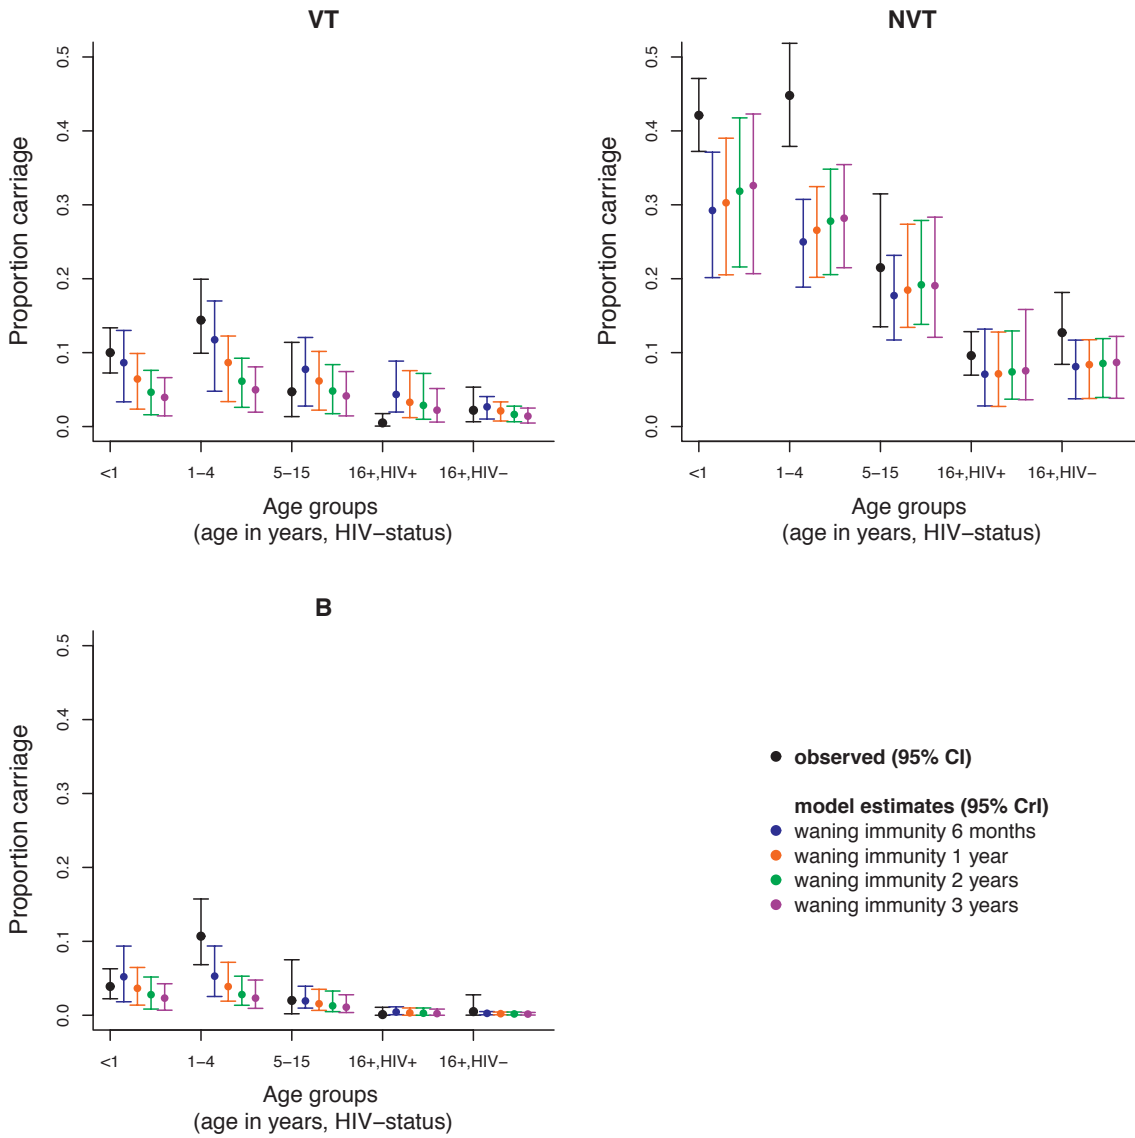 VT
Proportion carriage
0.5
0.4
0.3
0.2
0.1
0.0
<1
1−4
5−15
16+,HIV+
16+,HIV−
Age groups
(age in years, HIV−status)
NVT
Proportion carriage
0.5
0.4
0.3
0.2
0.1
0.0
<1
1−4
5−15
16+,HIV+
16+,HIV−
Age groups
(age in years, HIV−status)
B
Proportion carriage
0.5
0.4
0.3
0.2
0.1
0.0
<1
1−4
5−15
16+,HIV+
16+,HIV−
Age groups
(age in years, HIV−status)
observed (95% CI)
model estimates (95% CrI)
waning immunity 6 months
waning immunity 1 year
waning immunity 2 years
waning immunity 3 years